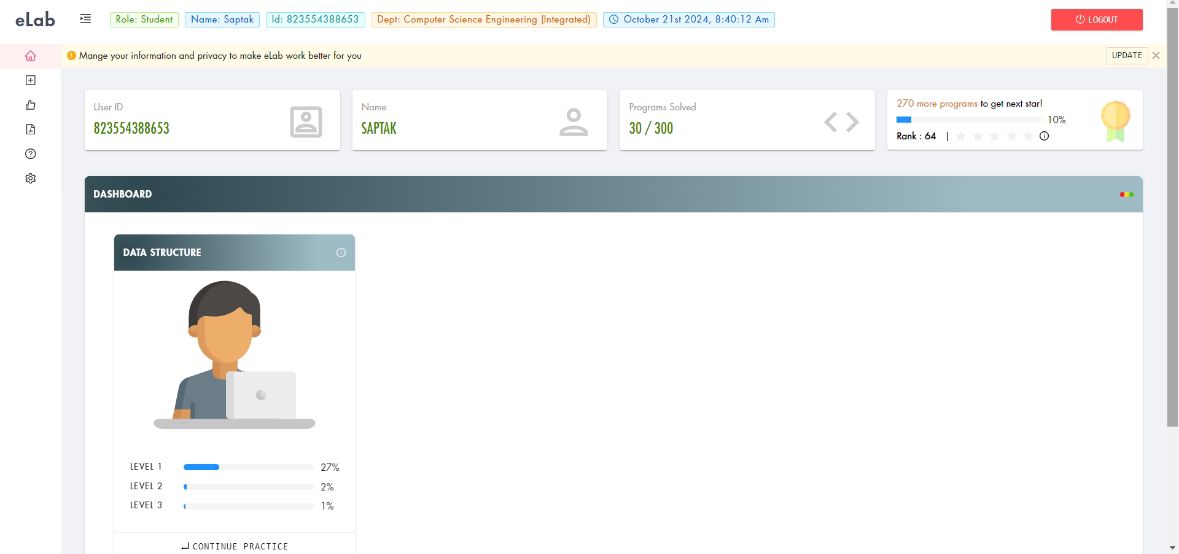 eLab
Role: Student
Name: Saptak
Id: 823554388653
Dept: Computer Science Engineering (Integrated)
October 21st 2024, 8:40:12 Am
LOGOUT
Mange your information and privacy to make eLab work better for you
UPDATE
User ID
823554388653
Name
SAPTAK
Programs Solved
30 / 300
270 more programs to get next star!
10%
Rank : 64 |
DASHBOARD
DATA STRUCTURE
LEVEL 1 27%
LEVEL 2 2%
LEVEL 3 1%
CONTINUE PRACTICE